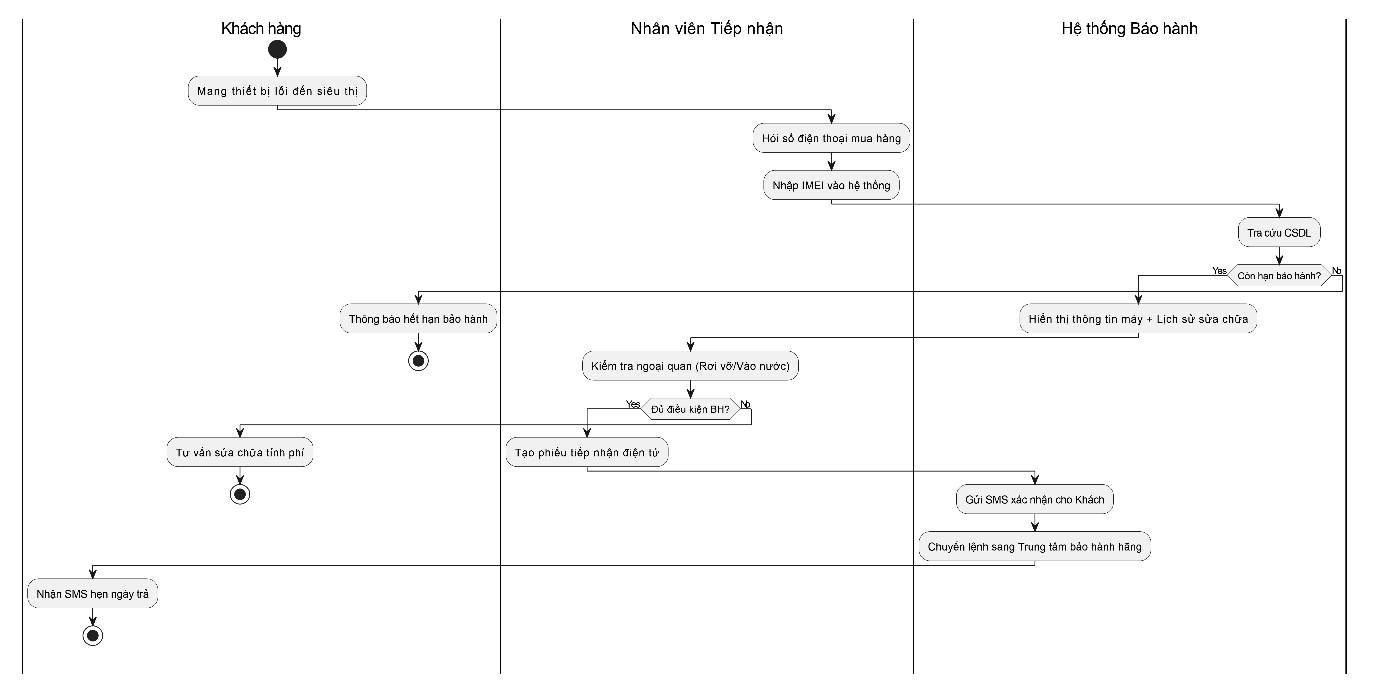 Khách hàng
Nhân viên Tiếp nhận
Hệ thống Bảo hành
Mang thiết bị lỗi đến siêu thị
Hỏi số điện thoại mua hàng
Nhập IMEI vào hệ thống
Tra cứu CSDL
Yes
Còn hạn bảo hành?
No
Thông báo hết hạn bảo hành
Hiển thị thông tin máy + Lịch sử sửa chữa
Kiểm tra ngoại quan (Rơi vỡ/Vào nước)
Yes
Đủ điều kiện BH?
No
Tư vấn sửa chữa tính phí
Tạo phiếu tiếp nhận điện tử
Gửi SMS xác nhận cho Khách
Chuyển lệnh sang Trung tâm bảo hành hãng
Nhận SMS hẹn ngày trả